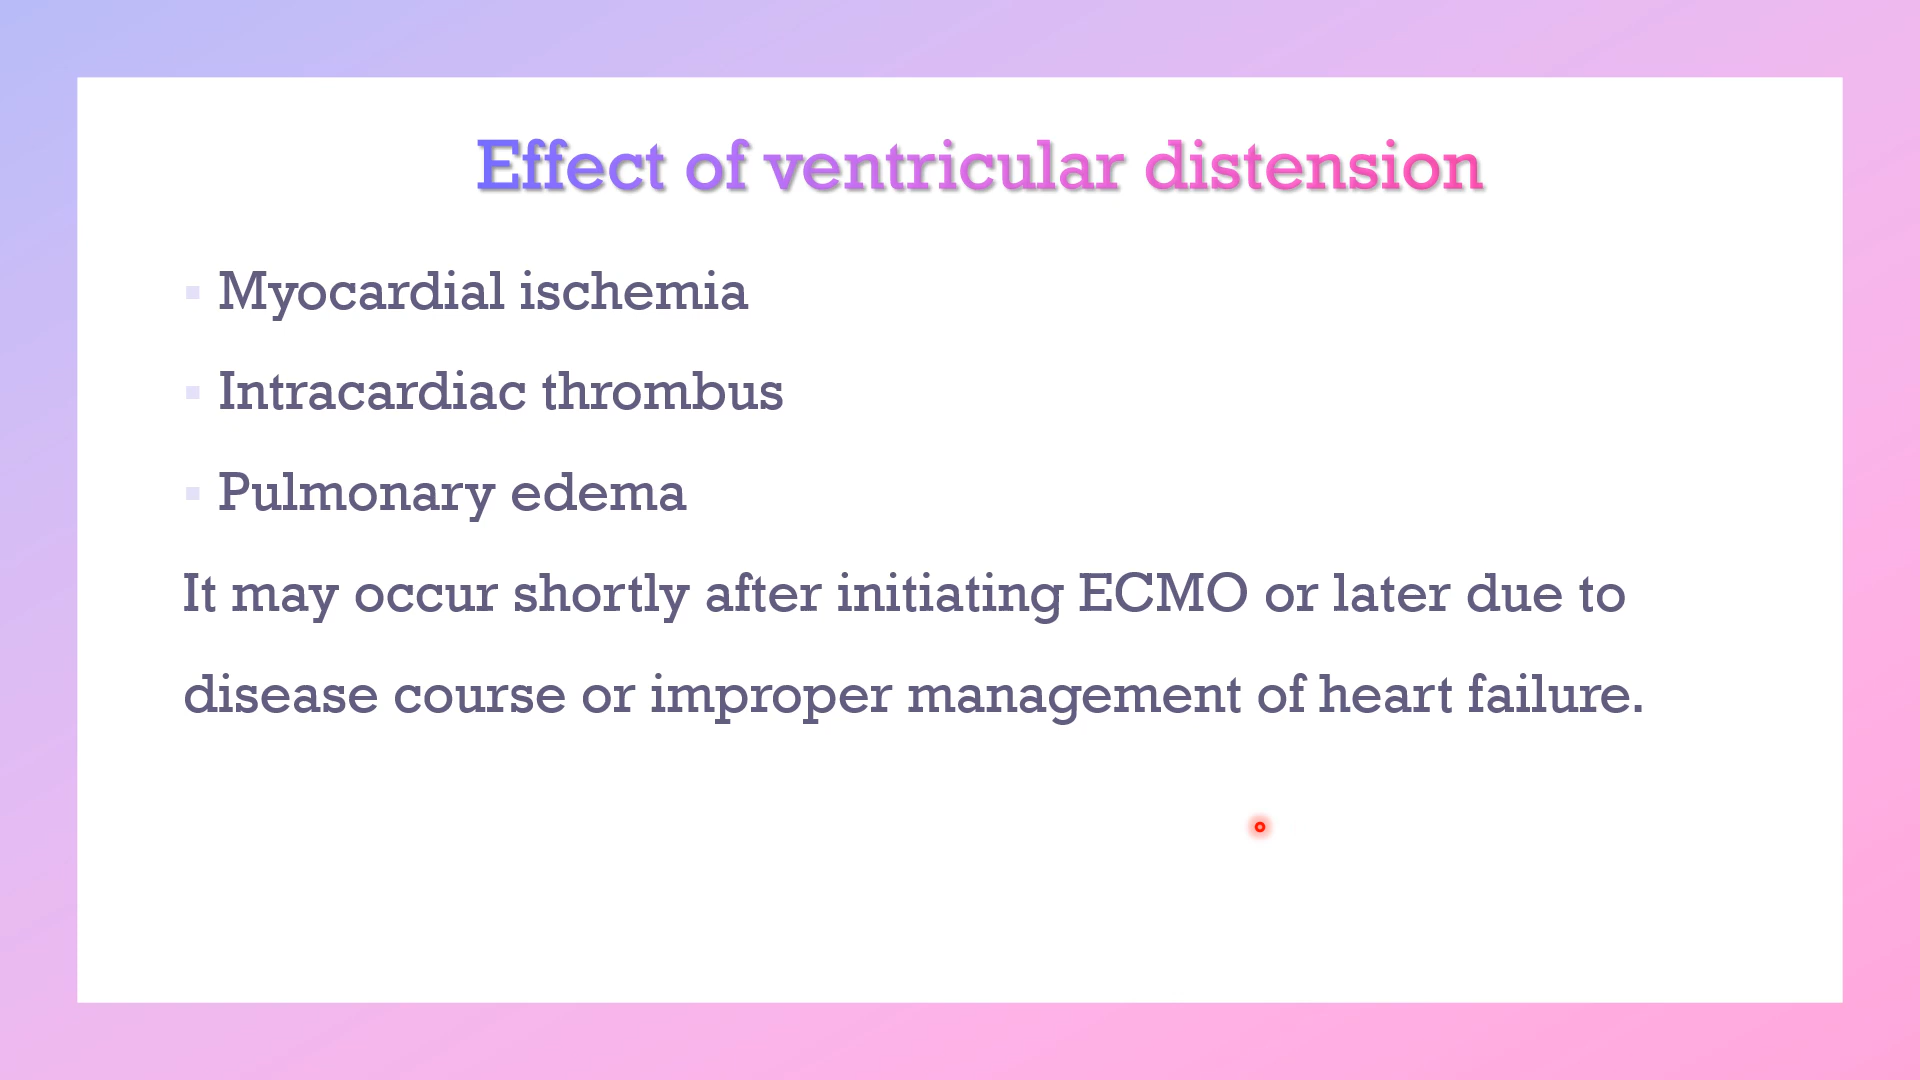 Effect of ventricular distension
▪ Myocardial ischemia
▪ Intracardiac thrombus
▪ Pulmonary edema
It may occur shortly after initiating ECMO or later due to
disease course or improper management of heart failure.